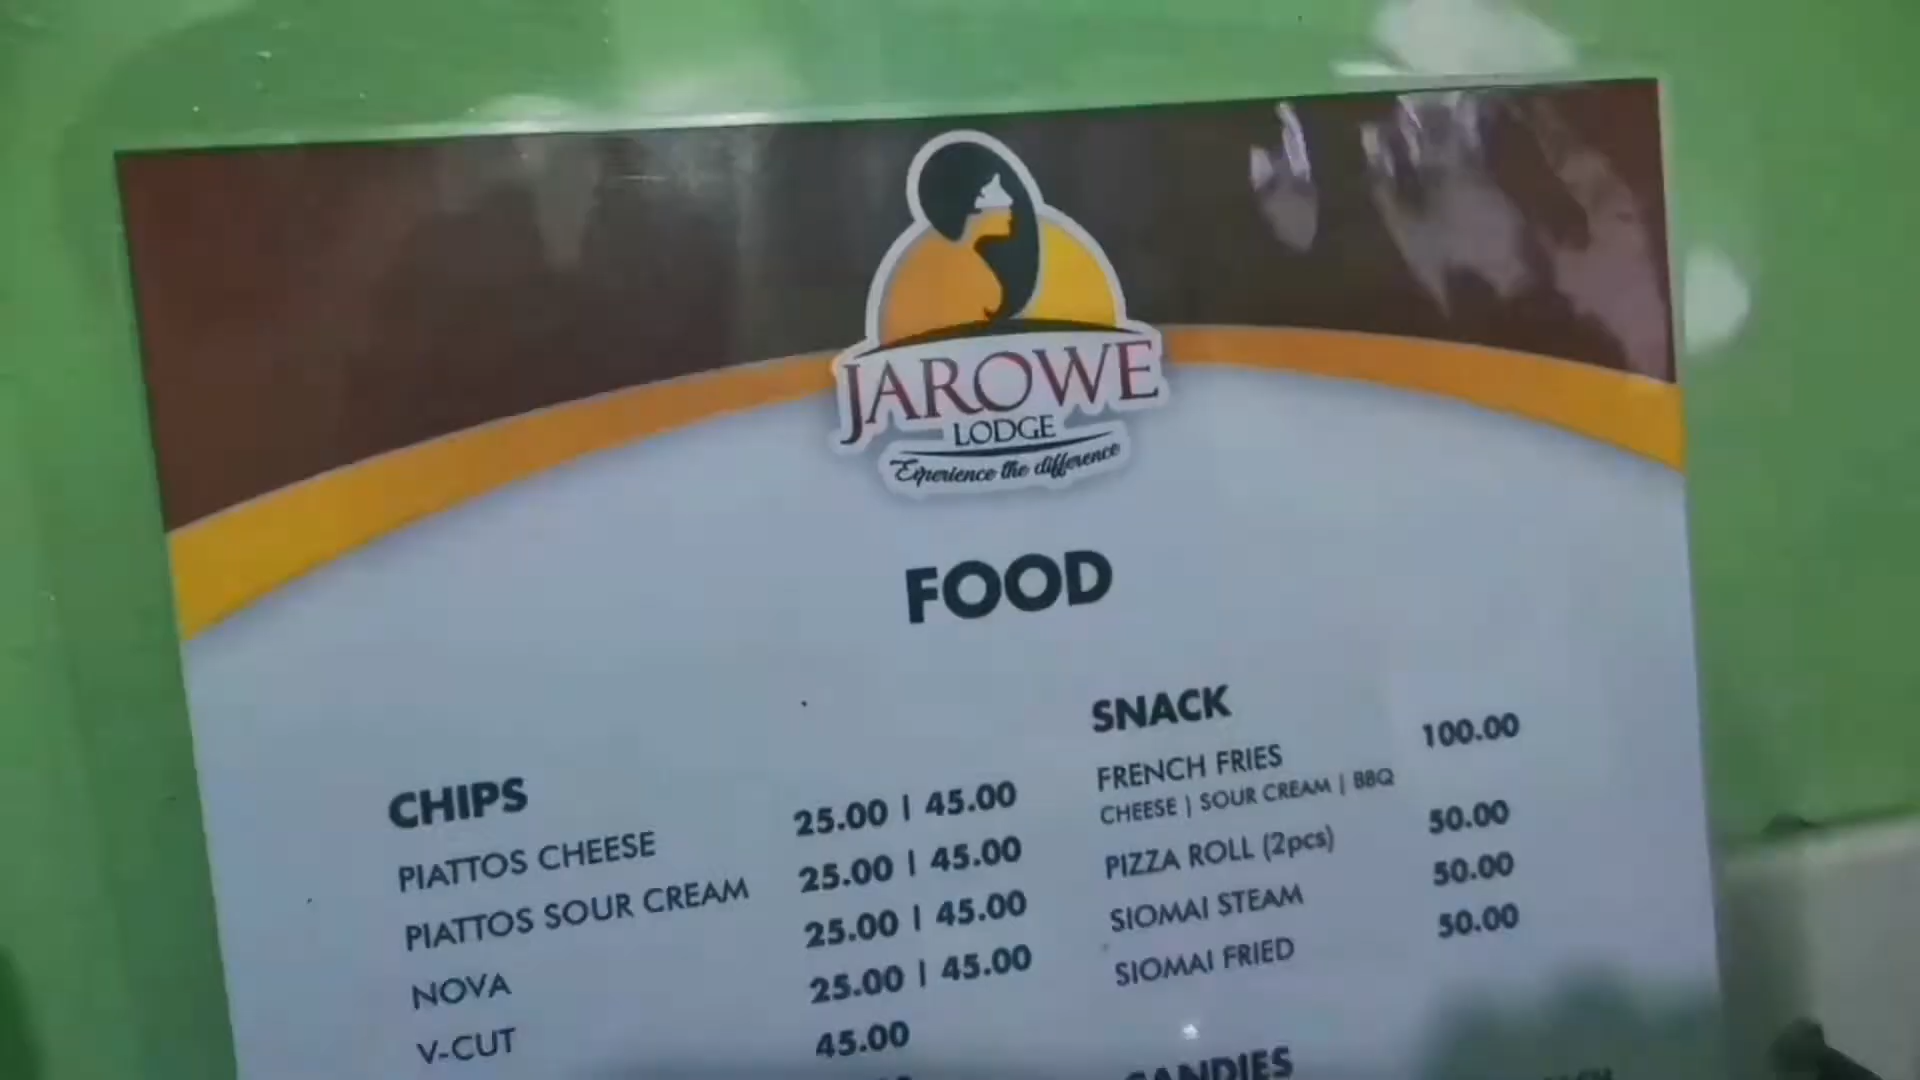 JAROWE
LODGE
Experience the difference
FOOD
CHIPS
PIATTOS CHEESE 25.00 | 45.00
PIATTOS SOUR CREAM 25.00 | 45.00
NOVA 25.00 | 45.00
V-CUT 25.00 | 45.00
45.00
SNACK
FRENCH FRIES 100.00
CHEESE | SOUR CREAM | BBQ
PIZZA ROLL (2pcs) 50.00
SIOMAI STEAM 50.00
SIOMAI FRIED 50.00
CANDIES